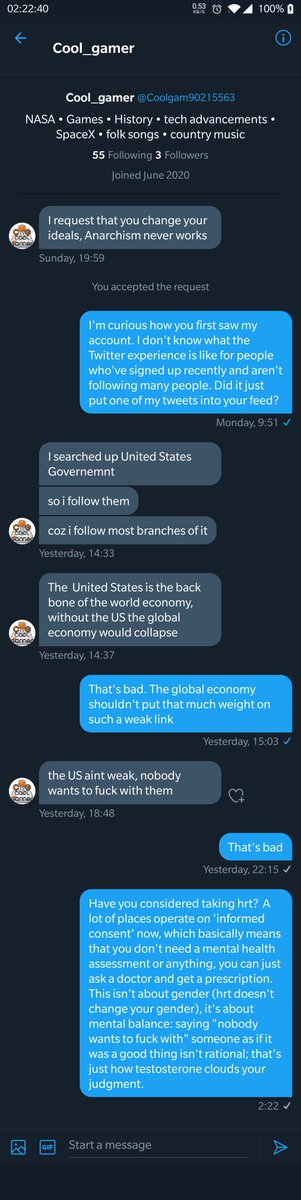 02:22:40
0.53
KB/S
100%
Cool_gamer
Cool_gamer @Coolgam90215563
NASA • Games • History • tech advancements •
SpaceX • folk songs • country music
55 Following 3 Followers
Joined June 2020
I request that you change your
ideals, Anarchism never works
Sunday, 19:59
You accepted the request
I'm curious how you first saw my
account. I don't know what the
Twitter experience is like for people
who've signed up recently and aren't
following many people. Did it just
put one of my tweets into your feed?
Monday, 9:51
I searched up United States
Governemnt
so i follow them
coz i follow most branches of it
Yesterday, 14:33
The United States is the back
bone of the world economy,
without the US the global
economy would collapse
Yesterday, 14:37
That's bad. The global economy
shouldn't put that much weight on
such a weak link
Yesterday, 15:03
the US aint weak, nobody
wants to fuck with them
Yesterday, 18:48
That's bad
Yesterday, 22:15
Have you considered taking hrt? A
lot of places operate on 'informed
consent' now, which basically means
that you don't need a mental health
assessment or anything, you can just
ask a doctor and get a prescription.
This isn't about gender (hrt doesn't
change your gender), it's about
mental balance: saying "nobody
wants to fuck with" someone as if it
was a good thing isn't rational; that's
just how testosterone clouds your
judgment.
2:22
GIF
Start a message